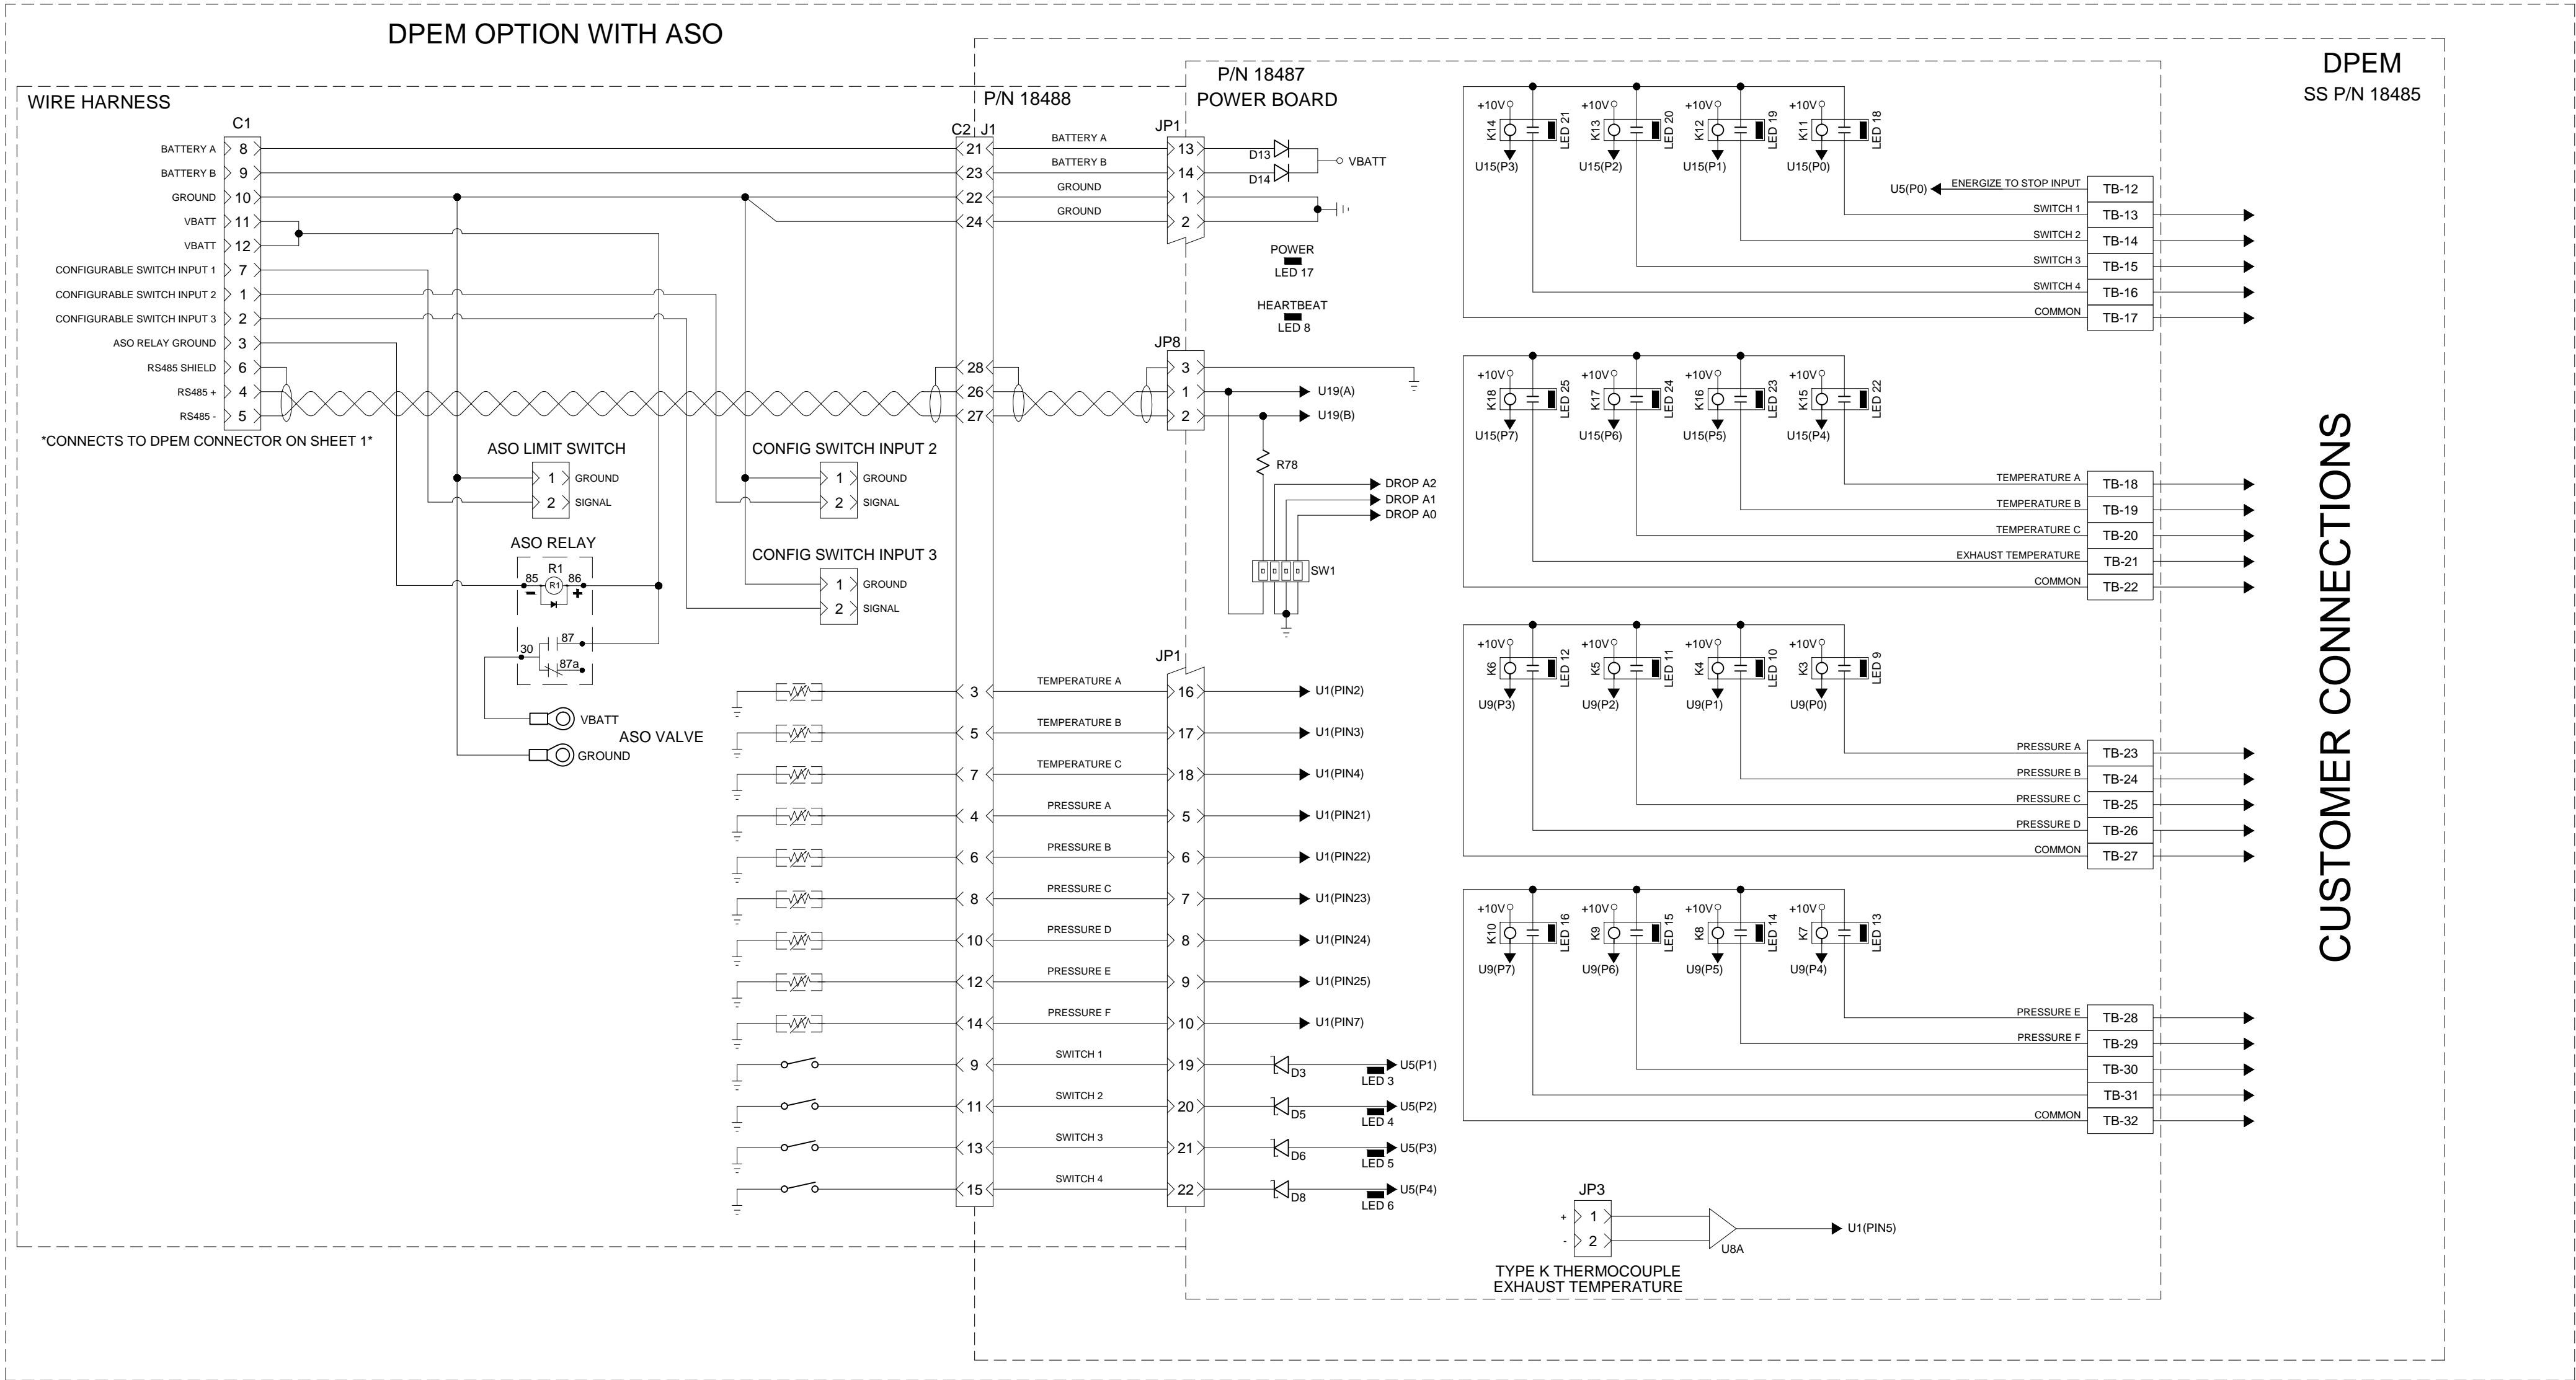 DPEM OPTION WITH ASO
DPEM
SS P/N 18485
CUSTOMER CONNECTIONS
WIRE HARNESS
P/N 18488
P/N 18487
POWER BOARD
C1
BATTERY A 8
BATTERY B 9
GROUND 10
VBATT 11
VBATT 12
CONFIGURABLE SWITCH INPUT 1 7
CONFIGURABLE SWITCH INPUT 2 1
CONFIGURABLE SWITCH INPUT 3 2
ASO RELAY GROUND 3
RS485 SHIELD 6
RS485 + 4
RS485 - 5
*CONNECTS TO DPEM CONNECTOR ON SHEET 1*
ASO LIMIT SWITCH
1 GROUND
2 SIGNAL
CONFIG SWITCH INPUT 2
1 GROUND
2 SIGNAL
CONFIG SWITCH INPUT 3
1 GROUND
2 SIGNAL
ASO RELAY
R1
85 R1 86
- +
87
30
87a
VBATT
ASO VALVE
GROUND
C2 J1
JP1
21 BATTERY A 13
D13
23 BATTERY B 14
D14
VBATT
22 GROUND 1
24 GROUND 2
POWER
LED 17
HEARTBEAT
LED 8
JP8
28 3
26 1 U19(A)
27 2 U19(B)
R78
DROP A2
DROP A1
DROP A0
SW1
JP1
3 TEMPERATURE A 16 U1(PIN2)
5 TEMPERATURE B 17 U1(PIN3)
7 TEMPERATURE C 18 U1(PIN4)
4 PRESSURE A 5 U1(PIN21)
6 PRESSURE B 6 U1(PIN22)
8 PRESSURE C 7 U1(PIN23)
10 PRESSURE D 8 U1(PIN24)
12 PRESSURE E 9 U1(PIN25)
14 PRESSURE F 10 U1(PIN7)
9 SWITCH 1 19 D3 LED 3 U5(P1)
11 SWITCH 2 20 D5 LED 4 U5(P2)
13 SWITCH 3 21 D6 LED 5 U5(P3)
15 SWITCH 4 22 D8 LED 6 U5(P4)
+10V +10V +10V +10V
K14 LED 21 K13 LED 20 K12 LED 19 K11 LED 18
U15(P3) U15(P2) U15(P1) U15(P0)
U5(P0) ENERGIZE TO STOP INPUT TB-12
SWITCH 1 TB-13
SWITCH 2 TB-14
SWITCH 3 TB-15
SWITCH 4 TB-16
COMMON TB-17
+10V +10V +10V +10V
K18 LED 25 K17 LED 24 K16 LED 23 K15 LED 22
U15(P7) U15(P6) U15(P5) U15(P4)
TEMPERATURE A TB-18
TEMPERATURE B TB-19
TEMPERATURE C TB-20
EXHAUST TEMPERATURE TB-21
COMMON TB-22
+10V +10V +10V +10V
K6 LED 12 K5 LED 11 K4 LED 10 K3 LED 9
U9(P3) U9(P2) U9(P1) U9(P0)
PRESSURE A TB-23
PRESSURE B TB-24
PRESSURE C TB-25
PRESSURE D TB-26
COMMON TB-27
+10V +10V +10V +10V
K10 LED 16 K9 LED 15 K8 LED 14 K7 LED 13
U9(P7) U9(P6) U9(P5) U9(P4)
PRESSURE E TB-28
PRESSURE F TB-29
TB-30
TB-31
COMMON TB-32
JP3
+ 1
- 2
U8A
U1(PIN5)
TYPE K THERMOCOUPLE
EXHAUST TEMPERATURE